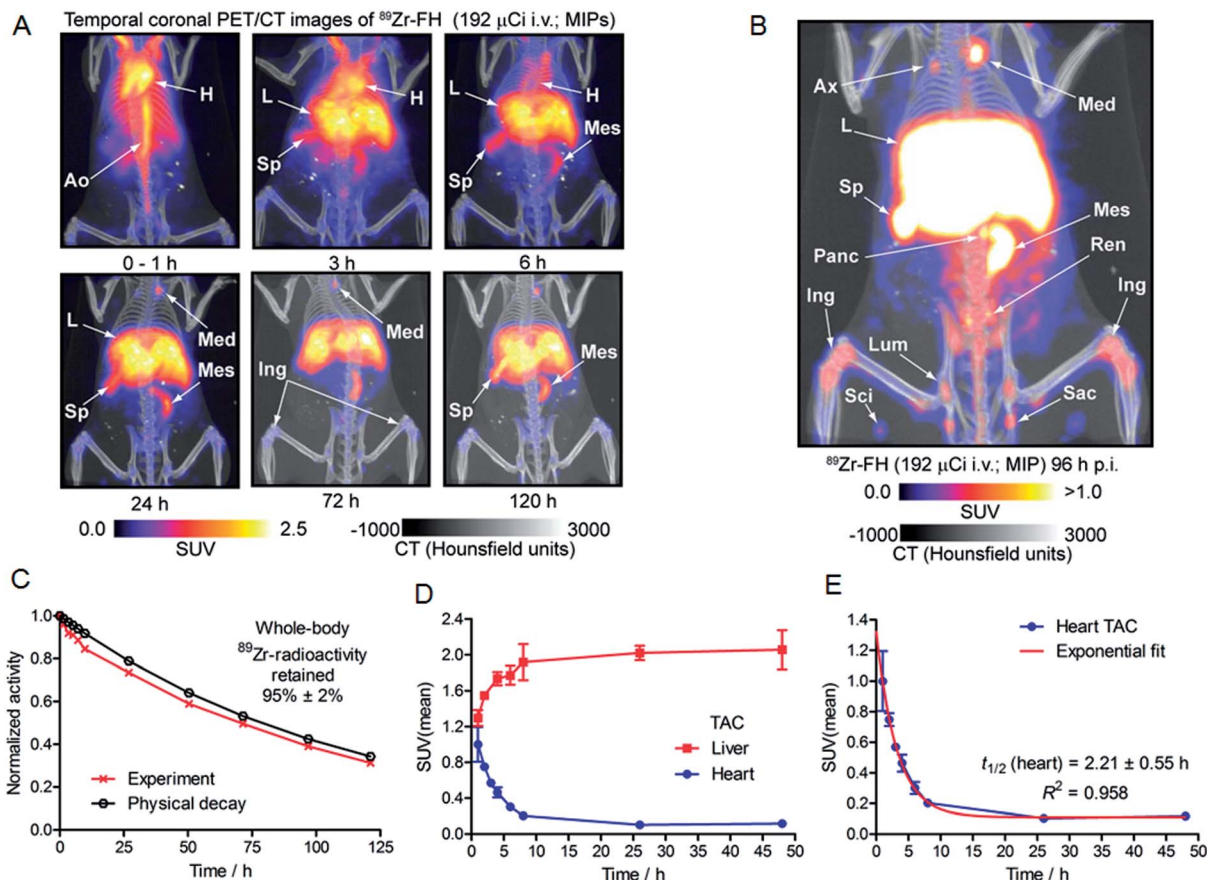 A
Temporal coronal PET/CT images of ⁸⁹Zr-FH (192 μCi i.v.; MIPs)
H
Ao
0 - 1 h
L
H
Sp
3 h
H
Mes
Sp
6 h
L
Med
Mes
Sp
24 h
Med
Ing
72 h
Mes
Sp
120 h
0.0 2.5
SUV
-1000 3000
CT (Hounsfield units)
B
Ax
Med
L
Sp
Mes
Panc
Ren
Ing
Ing
Lum
Sci
Sac
⁸⁹Zr-FH (192 μCi i.v.; MIP) 96 h p.i.
0.0 >1.0
SUV
-1000 3000
CT (Hounsfield units)
C
Normalized activity
1.0
0.8
0.6
0.4
0.2
0.0
Whole-body
⁸⁹Zr-radioactivity
retained
95% ± 2%
Experiment
Physical decay
0 25 50 75 100 125
Time / h
D
SUV(mean)
2.4
2.0
1.6
1.2
0.8
0.4
0.0
TAC
Liver
Heart
0 5 10 15 20 25 30 35 40 45 50
Time / h
E
SUV(mean)
1.4
1.2
1.0
0.8
0.6
0.4
0.2
0.0
Heart TAC
Exponential fit
t1/2 (heart) = 2.21 ± 0.55 h
R² = 0.958
0 5 10 15 20 25 30 35 40 45 50
Time / h